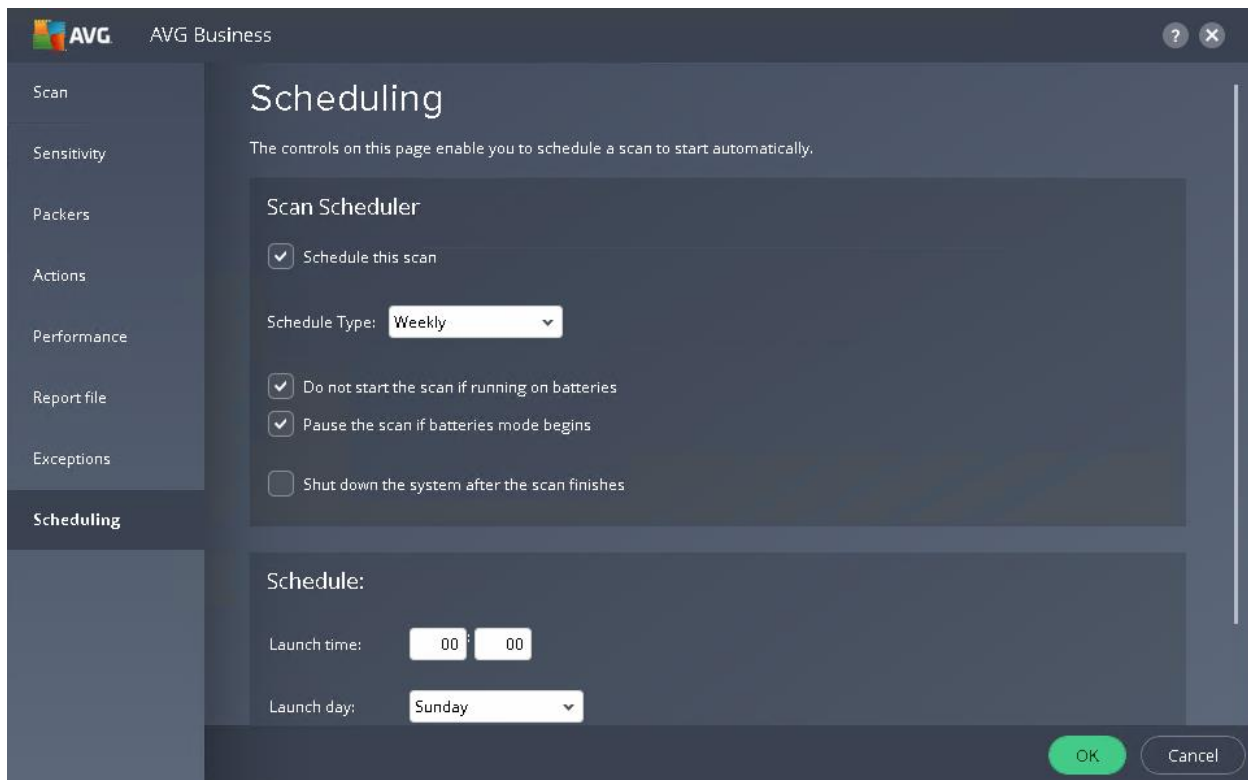 AVG AVG Business ?
Scan
Sensitivity
Packers
Actions
Performance
Report file
Exceptions
Scheduling
Scheduling
The controls on this page enable you to schedule a scan to start automatically.
Scan Scheduler
Schedule this scan
Schedule Type: Weekly
Do not start the scan if running on batteries
Pause the scan if batteries mode begins
Shut down the system after the scan finishes
Schedule:
Launch time: 00 : 00
Launch day: Sunday
OK Cancel